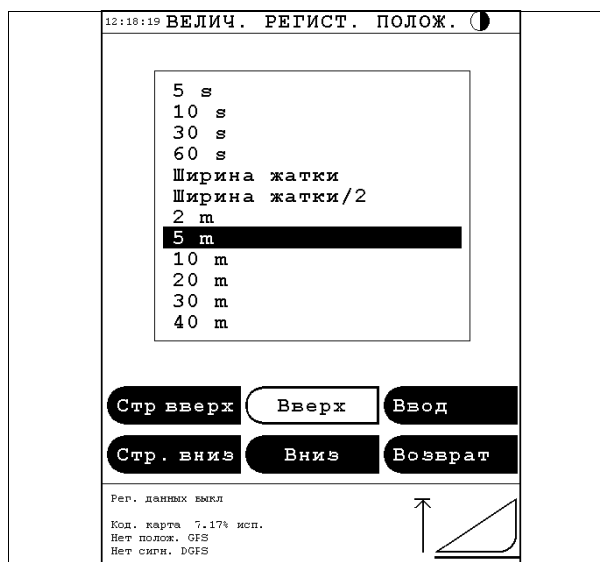 12:18:19 ВЕЛИЧ. РЕГИСТ. ПОЛОЖ.
5 s
10 s
30 s
60 s
Ширина жатки
Ширина жатки/2
2 m
5 m
10 m
20 m
30 m
40 m
Стр вверх Вверх Ввод
Стр. вниз Вниз Возврат
Рег. данных выкл
Код. карта 7.17% исп.
Нет полож. GPS
Нет сигн. DGPS